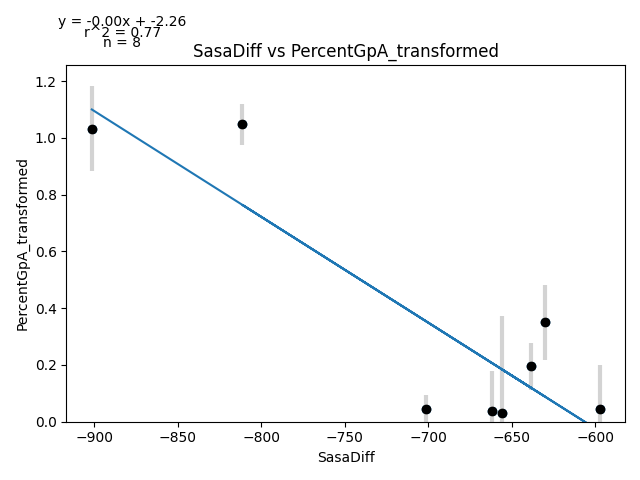 y = -0.00x + -2.26
r^2 = 0.77
n = 8
SasaDiff vs PercentGpA_transformed
PercentGpA_transformed
1.2
1.0
0.8
0.6
0.4
0.2
0.0
−900 −850 −800 −750 −700 −650 −600
SasaDiff